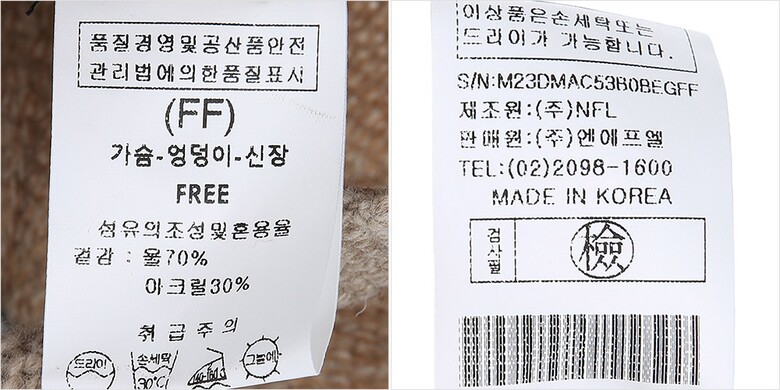 품질경영및공산품안전
관리법에의한품질표시
(FF)
가슴-엉덩이-신장
FREE
섬유의조성및혼용율
겉감 : 울70%
아크릴30%
취급주의
드라이
손세탁
30℃
그늘에
이상품은손세탁또는
드라이가 가능합니다.
S/N:M23DMAC53B0BEGFF
제조원:(주)NFL
판매원:(주)엔에프엘
TEL:(02)2098-1600
MADE IN KOREA
검사필
檢